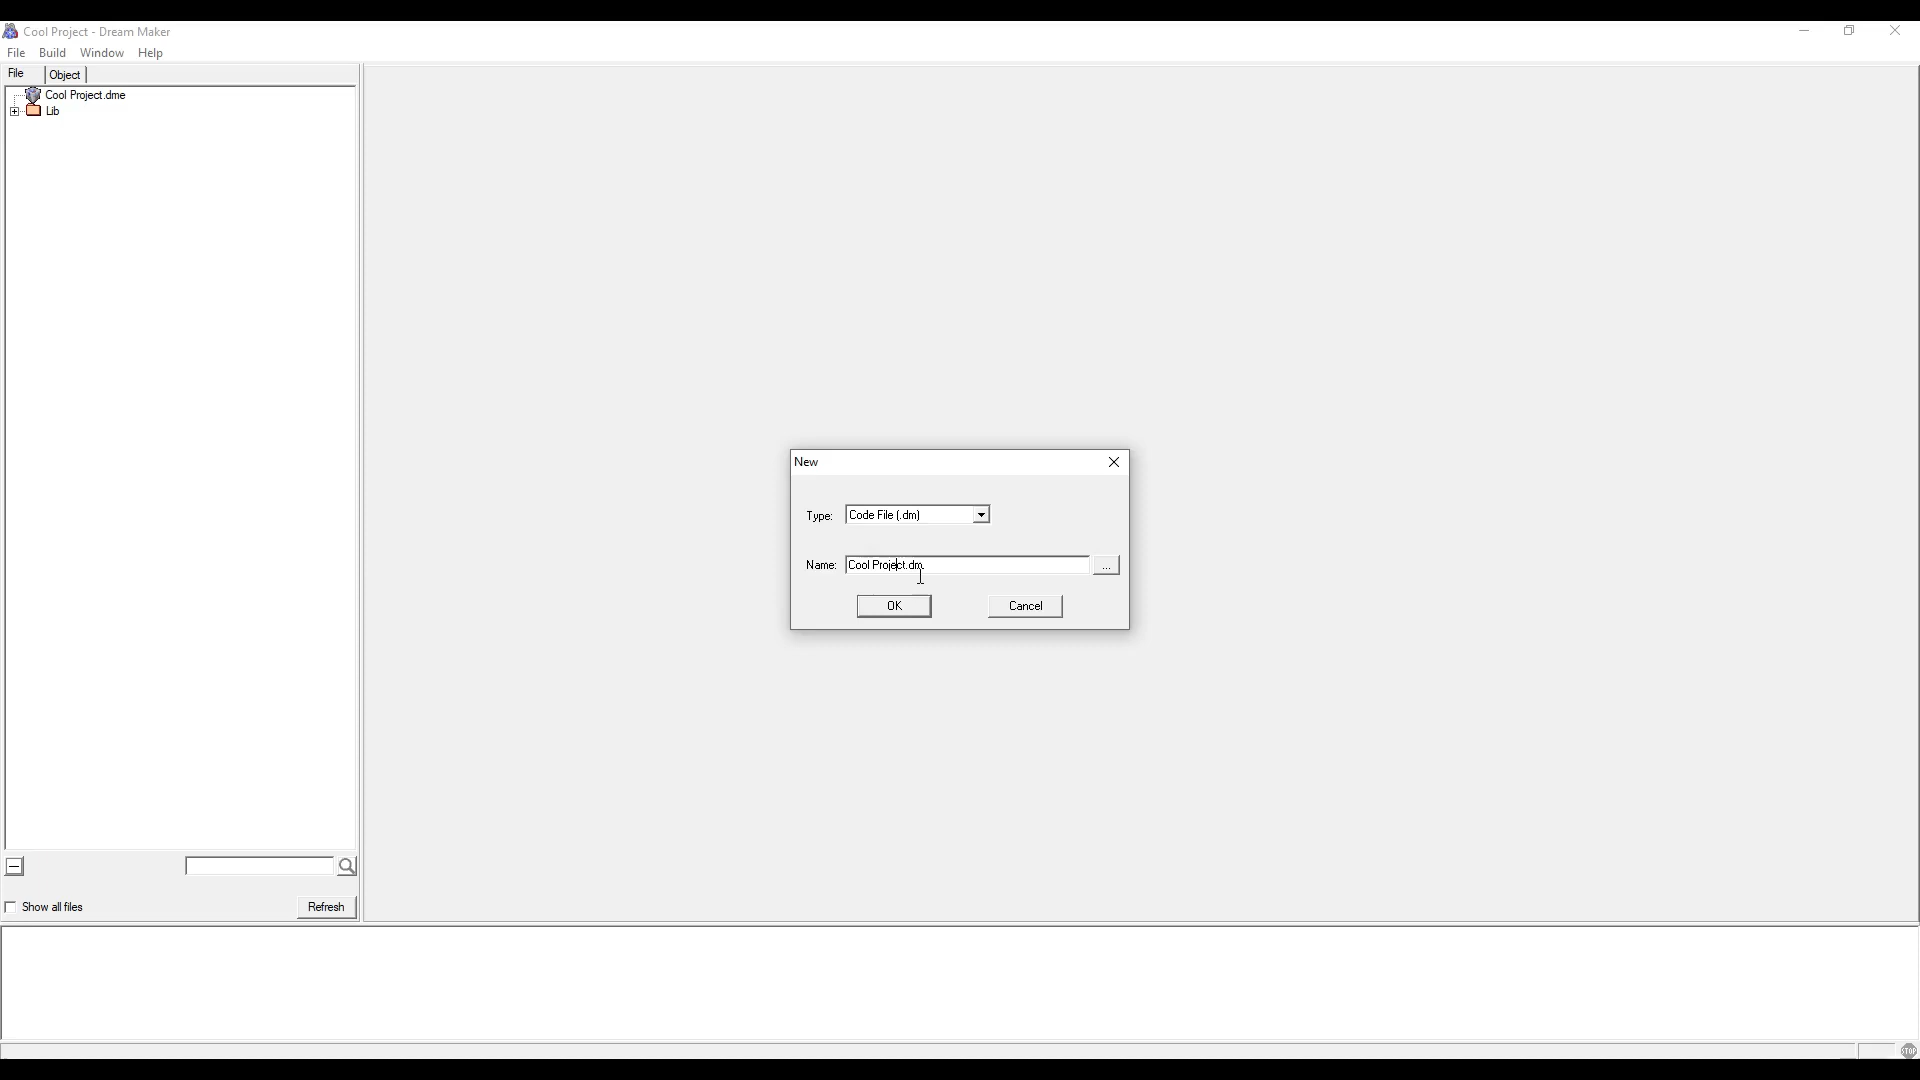 Cool Project - Dream Maker
File Build Window Help
File Object
Cool Project.dme
Lib
New
Type: Code File (.dm)
Name: Cool Project.dm ...
OK Cancel
Show all files Refresh
STOP